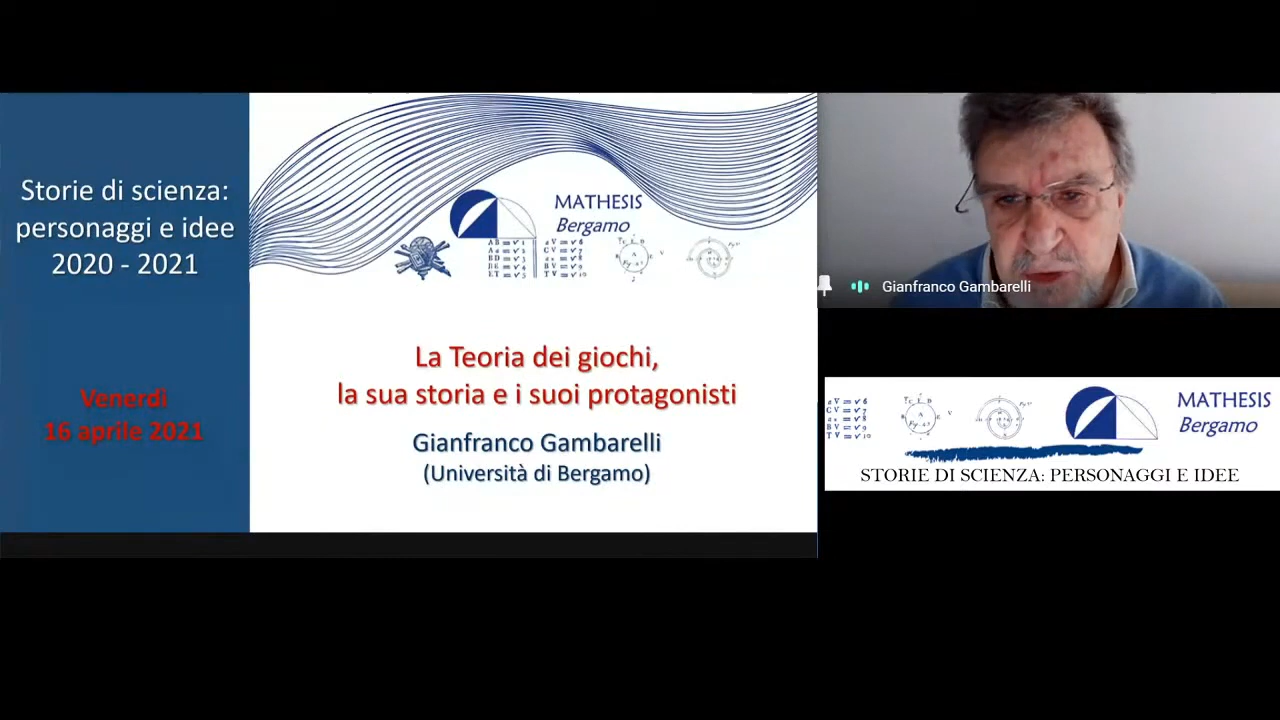 Storie di scienza:
personaggi e idee
2020 - 2021
Venerdì
16 aprile 2021
MATHESIS
Bergamo
La Teoria dei giochi,
la sua storia e i suoi protagonisti
Gianfranco Gambarelli
(Università di Bergamo)
Gianfranco Gambarelli
MATHESIS
Bergamo
STORIE DI SCIENZA: PERSONAGGI E IDEE